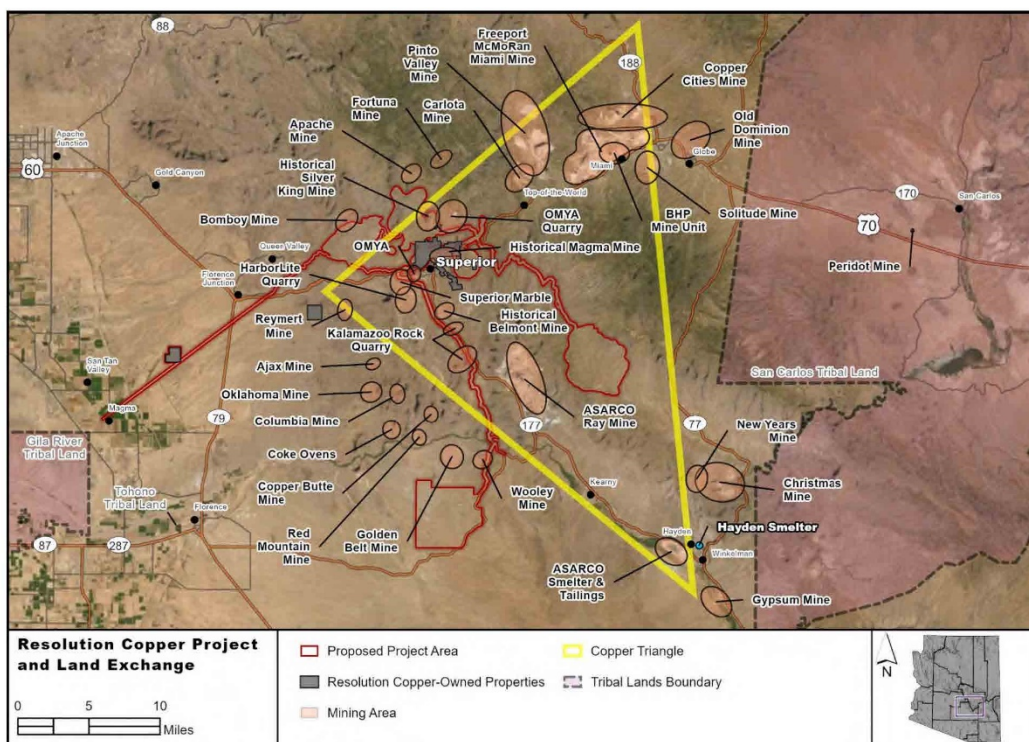 88
Freeport
McMoRan
Miami Mine
Pinto
Valley
Mine
188
Copper
Cities Mine
Fortuna
Mine
Carlota
Mine
Old
Dominion
Mine
Apache
Mine
Apache
Junction
60
Historical
Silver
King Mine
Miami
Globe
Gold Canyon
170
San Carlos
Top-of-the-World
Bomboy Mine
OMYA
Quarry
BHP
Mine Unit
Solitude Mine
70
OMYA
Historical Magma Mine
Queen Valley
Superior
Peridot Mine
HarborLite
Quarry
Florence
Junction
Superior Marble
Reymert
Mine
Historical
Belmont Mine
Kalamazoo Rock
Quarry
San Tan
Valley
Ajax Mine
San Carlos Tribal Land
Oklahoma Mine
ASARCO
Ray Mine
Magma
79
Columbia Mine
177
77
New Years
Mine
Gila River
Tribal Land
Coke Ovens
Copper Butte
Mine
Christmas
Mine
Tohono
Tribal Land
Wooley
Mine
Kearny
Florence
Red
Mountain
Mine
Golden
Belt Mine
Hayden
Hayden Smelter
87
287
Winkelman
ASARCO
Smelter &
Tailings
Gypsum Mine
Resolution Copper Project
and Land Exchange
0 5 10
Miles
Proposed Project Area
Resolution Copper-Owned Properties
Mining Area
Copper Triangle
Tribal Lands Boundary
N